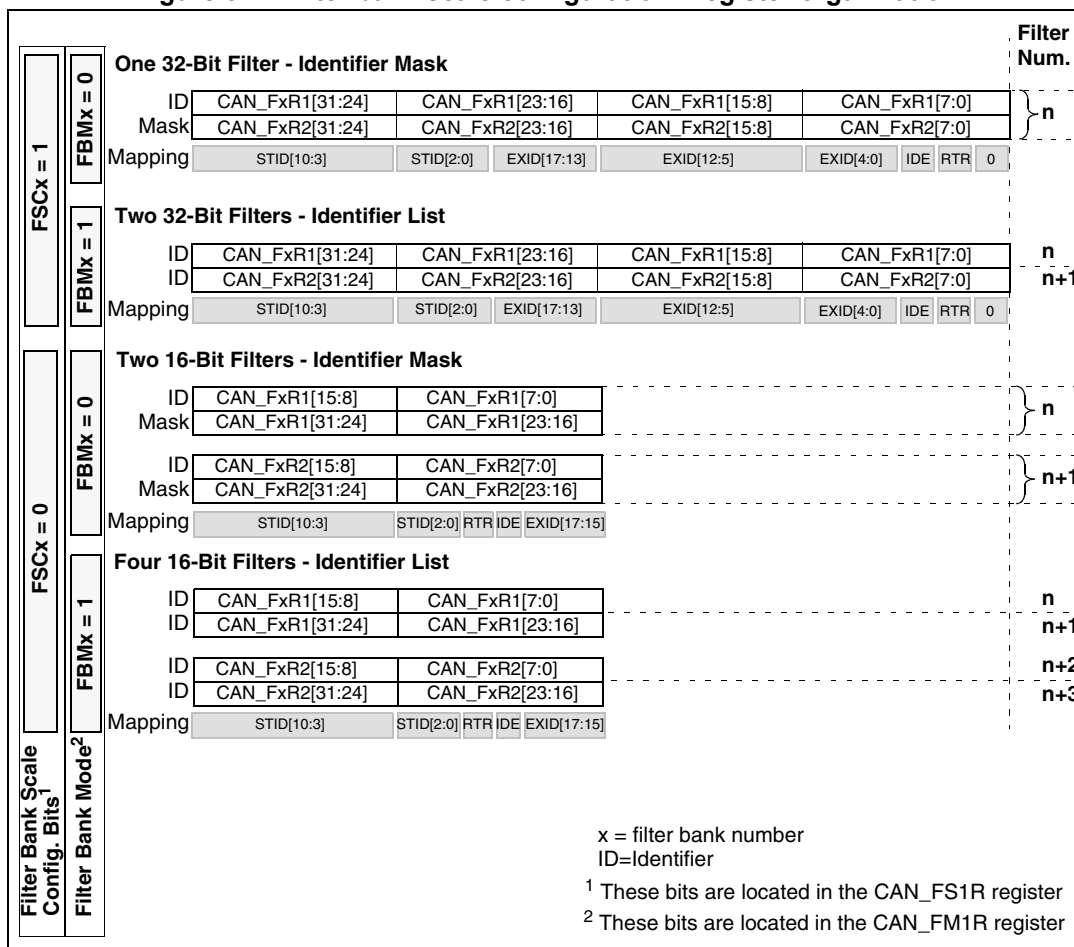 Filter
Num.
One 32-Bit Filter - Identifier Mask
ID CAN_FxR1[31:24] CAN_FxR1[23:16] CAN_FxR1[15:8] CAN_FxR1[7:0] n
Mask CAN_FxR2[31:24] CAN_FxR2[23:16] CAN_FxR2[15:8] CAN_FxR2[7:0]
Mapping STID[10:3] STID[2:0] EXID[17:13] EXID[12:5] EXID[4:0] IDE RTR 0
Two 32-Bit Filters - Identifier List
ID CAN_FxR1[31:24] CAN_FxR1[23:16] CAN_FxR1[15:8] CAN_FxR1[7:0] n
ID CAN_FxR2[31:24] CAN_FxR2[23:16] CAN_FxR2[15:8] CAN_FxR2[7:0] n+1
Mapping STID[10:3] STID[2:0] EXID[17:13] EXID[12:5] EXID[4:0] IDE RTR 0
Two 16-Bit Filters - Identifier Mask
ID CAN_FxR1[15:8] CAN_FxR1[7:0] n
Mask CAN_FxR1[31:24] CAN_FxR1[23:16]
ID CAN_FxR2[15:8] CAN_FxR2[7:0] n+1
Mask CAN_FxR2[31:24] CAN_FxR2[23:16]
Mapping STID[10:3] STID[2:0] RTR IDE EXID[17:15]
Four 16-Bit Filters - Identifier List
ID CAN_FxR1[15:8] CAN_FxR1[7:0] n
ID CAN_FxR1[31:24] CAN_FxR1[23:16] n+1
ID CAN_FxR2[15:8] CAN_FxR2[7:0] n+2
ID CAN_FxR2[31:24] CAN_FxR2[23:16] n+3
Mapping STID[10:3] STID[2:0] RTR IDE EXID[17:15]
FSCx = 1
FBMx = 0
FBMx = 1
FSCx = 0
FBMx = 0
FBMx = 1
Filter Bank Scale
Config. Bits1
Filter Bank Mode2
x = filter bank number
ID=Identifier
1 These bits are located in the CAN_FS1R register
2 These bits are located in the CAN_FM1R register